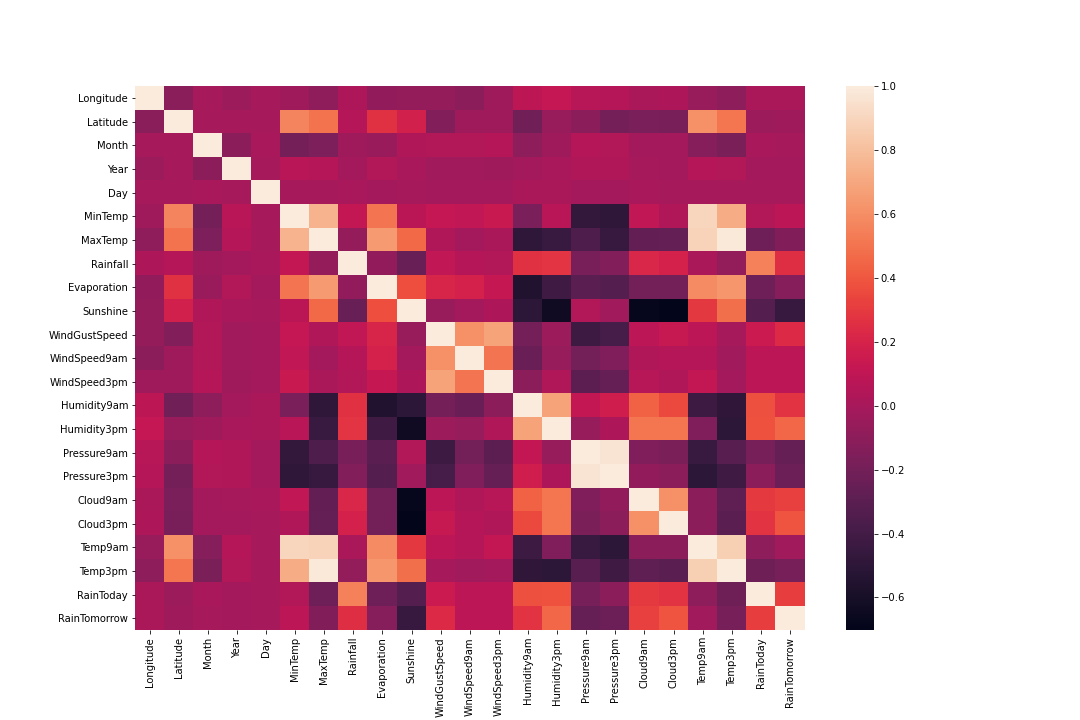 Longitude
Latitude
Month
Year
Day
MinTemp
MaxTemp
Rainfall
Evaporation
Sunshine
WindGustSpeed
WindSpeed9am
WindSpeed3pm
Humidity9am
Humidity3pm
Pressure9am
Pressure3pm
Cloud9am
Cloud3pm
Temp9am
Temp3pm
RainToday
RainTomorrow
Longitude
Latitude
Month
Year
Day
MinTemp
MaxTemp
Rainfall
Evaporation
Sunshine
WindGustSpeed
WindSpeed9am
WindSpeed3pm
Humidity9am
Humidity3pm
Pressure9am
Pressure3pm
Cloud9am
Cloud3pm
Temp9am
Temp3pm
RainToday
RainTomorrow
1.0
0.8
0.6
0.4
0.2
0.0
−0.2
−0.4
−0.6